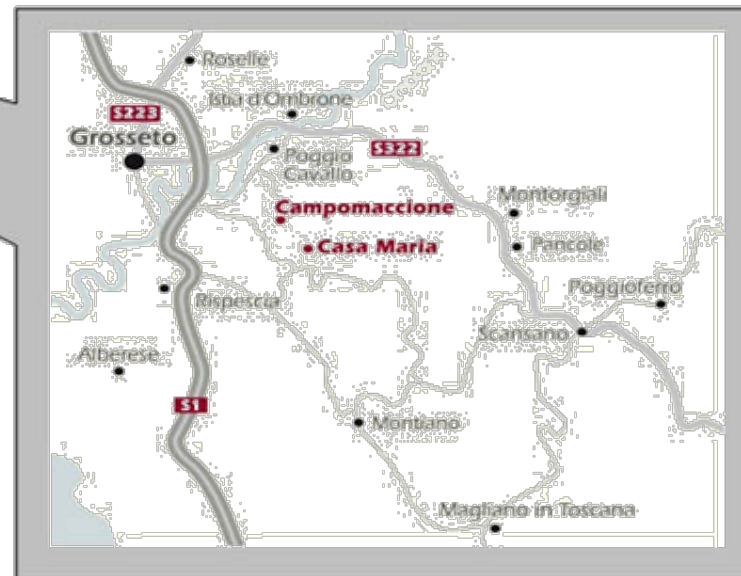 Roselle
Istia d'Ombrone
S223
Grosseto
S322
Poggio
Cavallo
Montorgiali
Campomaccione
Pancole
Casa Maria
Poggioferro
Rispescia
Scansano
Alberese
S1
Montiano
Magliano in Toscana